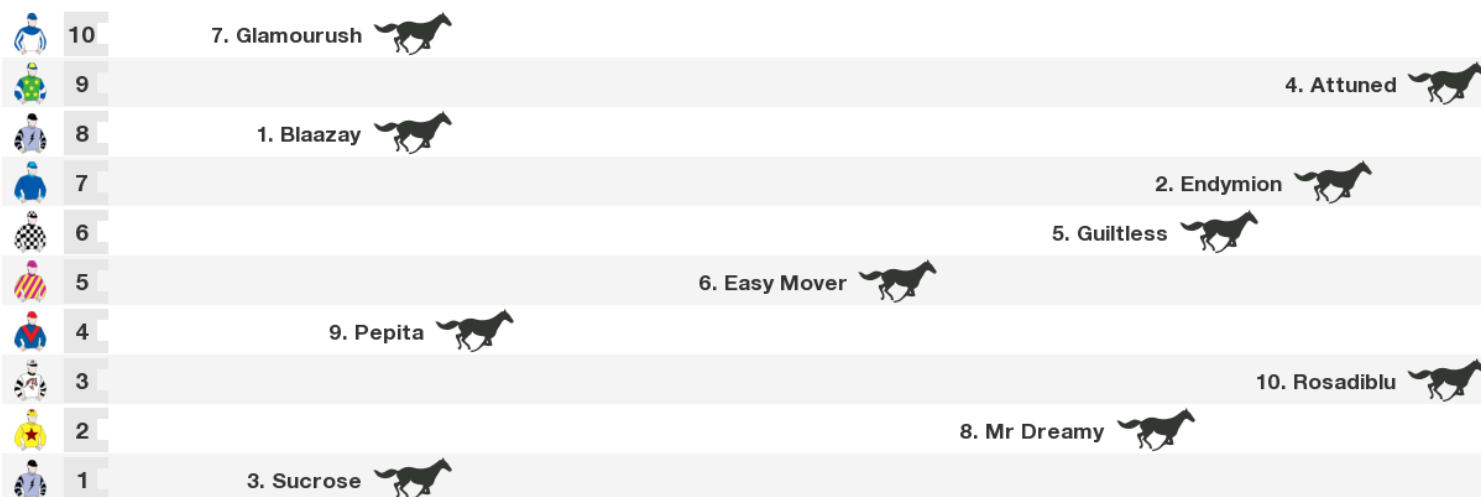 10 7. Glamourush
9 4. Attuned
8 1. Blaazay
7 2. Endymion
6 5. Guiltless
5 6. Easy Mover
4 9. Pepita
3 10. Rosadiblu
2 8. Mr Dreamy
1 3. Sucrose